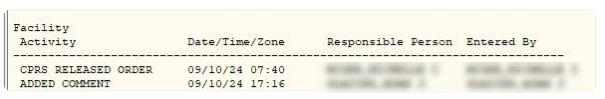 Facility
Activity Date/Time/Zone Responsible Person Entered By
--------------------------------------------------------------------------------
CPRS RELEASED ORDER 09/10/24 07:40
ADDED COMMENT 09/10/24 17:16